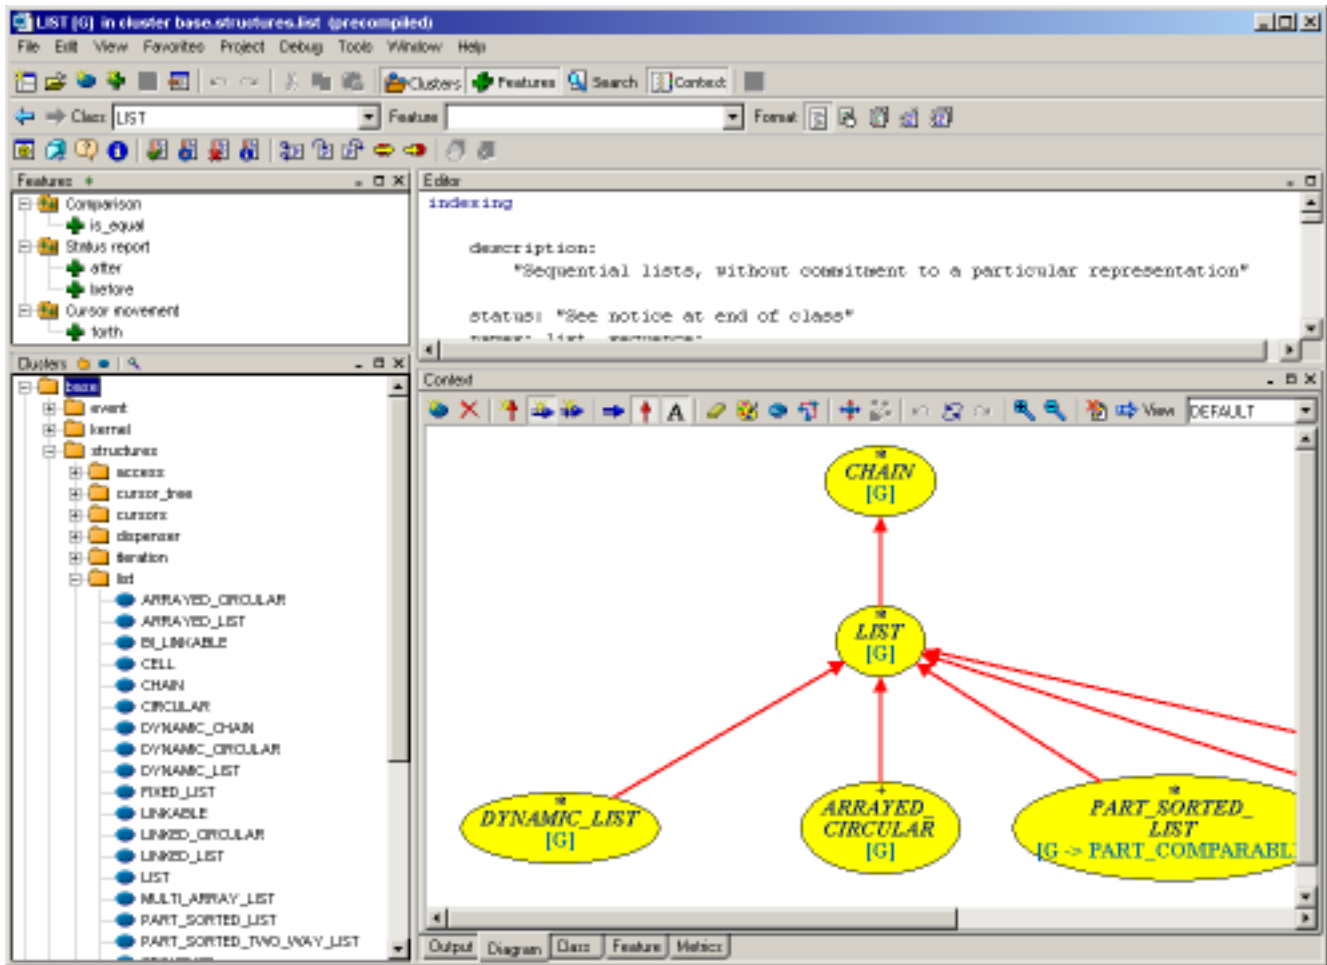 LIST [G] in cluster base.structures.list (precompiled)
File Edit View Favorites Project Debug Tools Window Help
Clusters Features Search Context
Class LIST Feature Format
Features
Comparison
is_equal
Status report
after
before
Cursor movement
forth
Editor
indexing
description:
"Sequential lists, without commitment to a particular representation"
status: "See notice at end of class"
names: list, sequence;
Clusters
base
event
kernel
structures
access
cursor_tree
cursors
dispenser
iteration
list
ARRAYED_CIRCULAR
ARRAYED_LIST
BI_LINKABLE
CELL
CHAIN
CIRCULAR
DYNAMIC_CHAIN
DYNAMIC_CIRCULAR
DYNAMIC_LIST
FIXED_LIST
LINKABLE
LINKED_CIRCULAR
LINKED_LIST
LIST
MULTI_ARRAY_LIST
PART_SORTED_LIST
PART_SORTED_TWO_WAY_LIST
Context
A View DEFAULT
*
CHAIN
[G]
*
LIST
[G]
*
DYNAMIC_LIST
[G]
+
ARRAYED_
CIRCULAR
[G]
*
PART_SORTED_
LIST
[G -> PART_COMPARABL
Output Diagram Class Feature Metrics